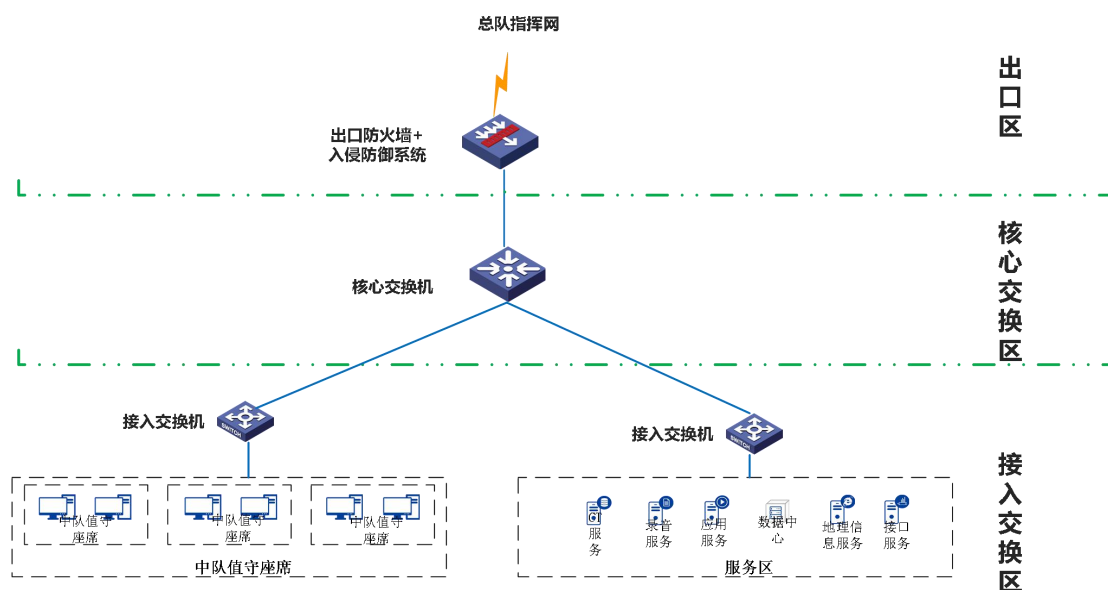 总队指挥网
出口防火墙+
入侵防御系统
出
口
区
核心交换机
核
心
交
换
区
接入交换机
SWITCH
接入交换机
SWITCH
接
入
交
换
区
中队值守
座席
中队值守
座席
中队值守
座席
中队值守座席
CTI
服
务
录音
服务
应用
服务
数据中
心
地理信
息服务
接口
服务
服务区